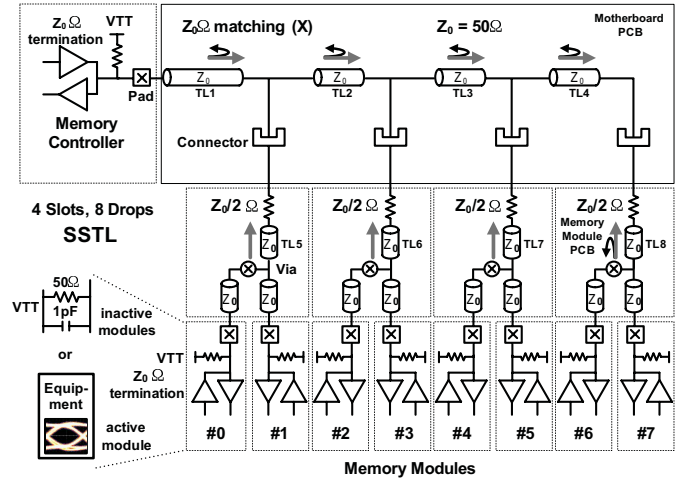 Z0 Ω
termination
VTT
Z0Ω matching (X)
Z0 = 50Ω
Motherboard
PCB
Z0
Z0
Z0
Z0
TL1
TL2
TL3
TL4
Pad
Memory
Controller
Connector
4 Slots, 8 Drops
SSTL
Z0/2 Ω
Z0/2 Ω
Z0/2 Ω
Z0/2 Ω
Memory
Module
PCB
Z0
TL5
Z0
TL6
Z0
TL7
Z0
TL8
Via
Z0
Z0
Z0
Z0
Z0
Z0
Z0
Z0
50Ω
VTT
1pF
inactive
modules
or
VTT
Z0 Ω
termination
Equip-
ment
active
module
#0
#1
#2
#3
#4
#5
#6
#7
Memory Modules